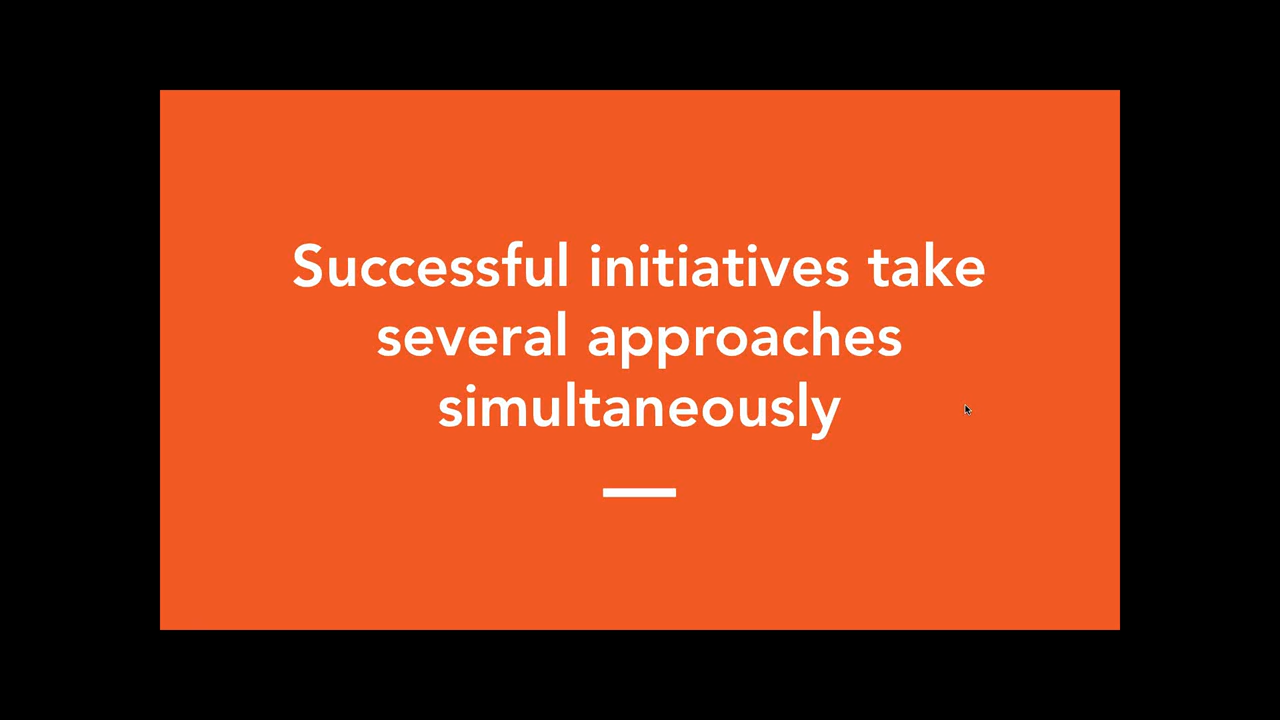 Successful initiatives take
several approaches
simultaneously